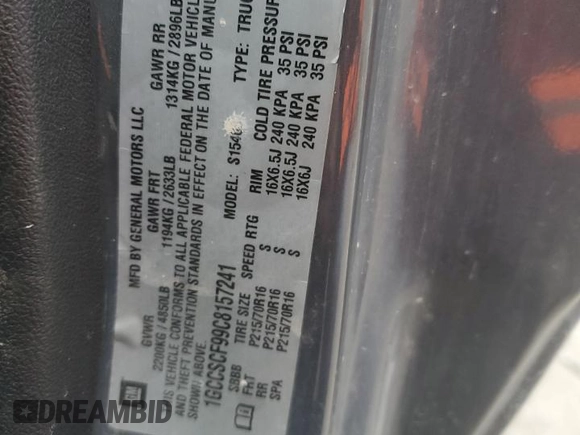 MFD BY GENERAL MOTORS LLC
GVWR GAWR FRT GAWR RR
2200KG / 4850LB 1194KG / 2633LB 1314KG / 2896LB
VEHICLE CONFORMS TO ALL APPLICABLE FEDERAL MOTOR VEHICLE
AND THEFT PREVENTION STANDARDS IN EFFECT ON THE DATE OF MANU
SHOWN ABOVE.
1GCCSCF99C8157241 MODEL: TYPE: TRUC
SBBB TIRE SIZE SPEED RTG RIM COLD TIRE PRESSUR
FRT P215/70R16 S 16X6.5J 240 KPA 35 PSI
RR P215/70R16 S 16X6.5J 240 KPA 35 PSI
SPA P215/70R16 S 16X6J 240 KPA 35 PSI
DREAMBID